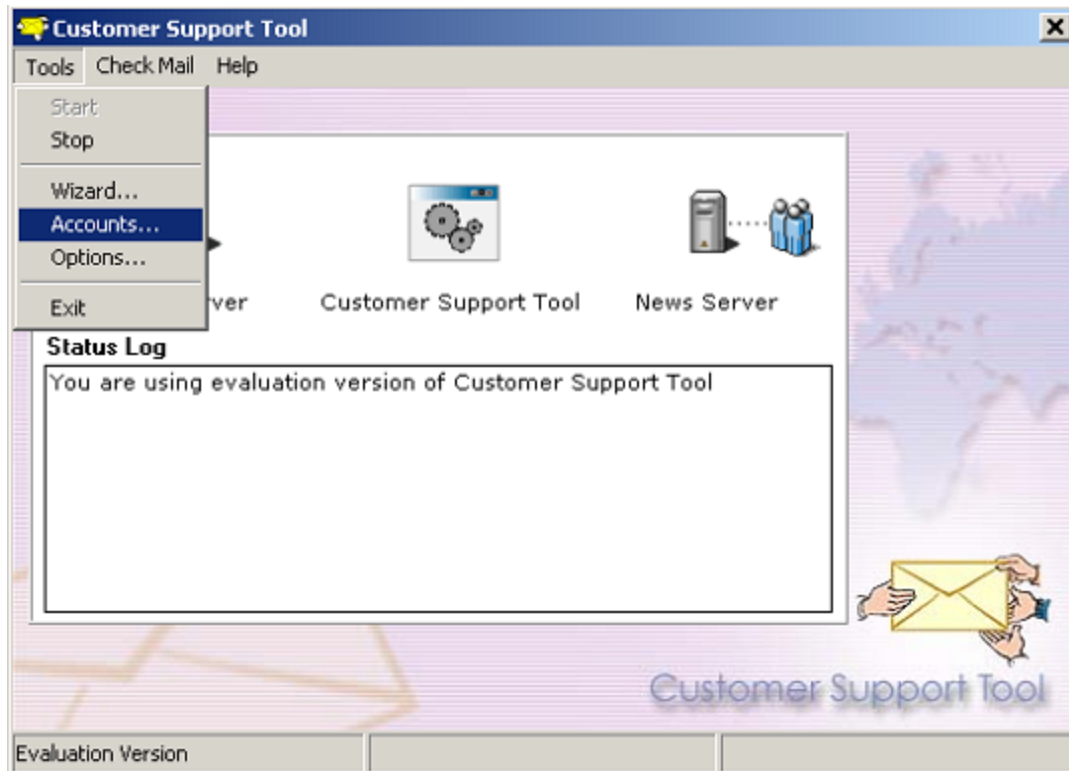 Customer Support Tool
Tools Check Mail Help
Start
Stop
Wizard...
Accounts...
Options...
Exit
ver Customer Support Tool News Server
Status Log
You are using evaluation version of Customer Support Tool
Customer Support Tool
Evaluation Version